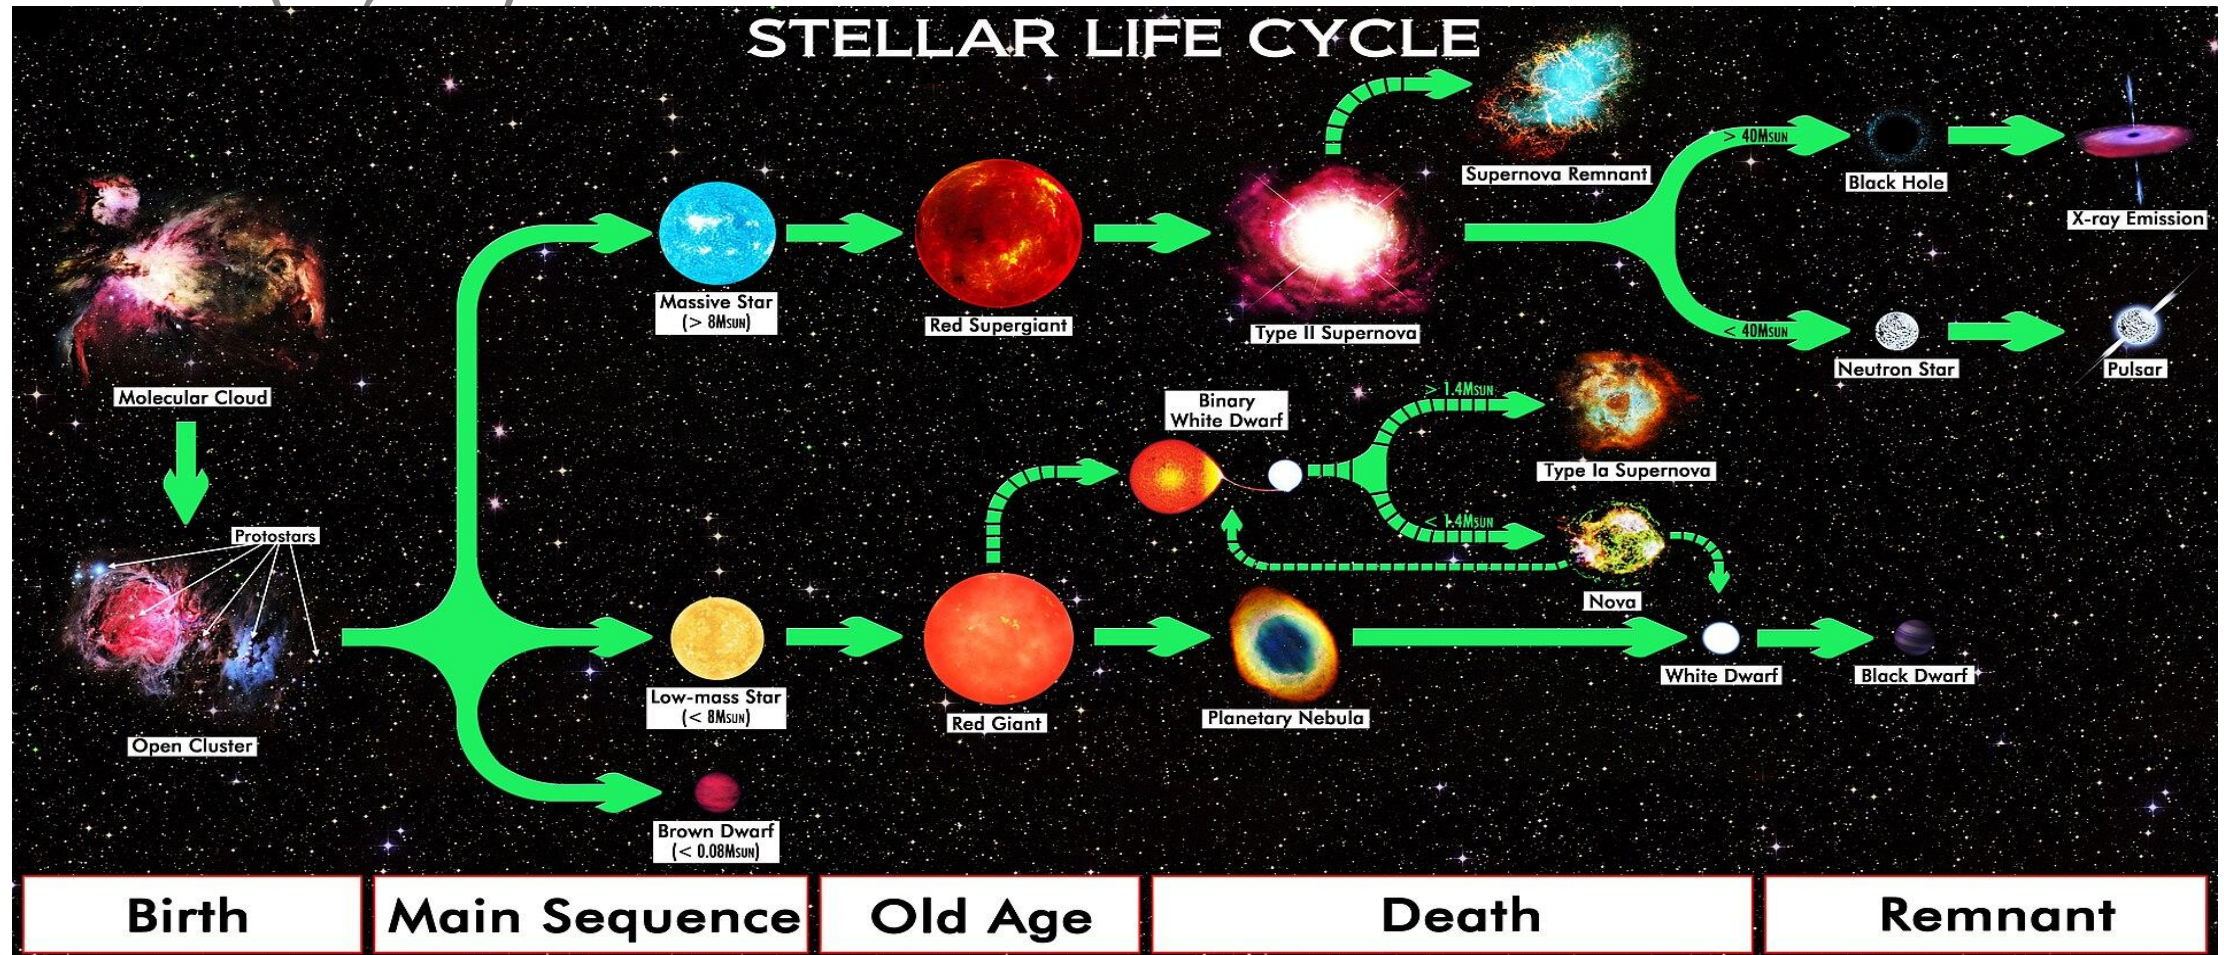 STELLAR LIFE CYCLE
Supernova Remnant
> 40MSUN
Black Hole
X-ray Emission
Massive Star
(> 8MSUN)
Red Supergiant
Type II Supernova
< 40MSUN
Neutron Star
Pulsar
Molecular Cloud
Binary
White Dwarf
> 1.4MSUN
Type Ia Supernova
< 1.4MSUN
Protostars
Nova
Low-mass Star
(< 8MSUN)
Red Giant
Planetary Nebula
White Dwarf
Black Dwarf
Open Cluster
Brown Dwarf
(< 0.08MSUN)
Birth
Main Sequence
Old Age
Death
Remnant